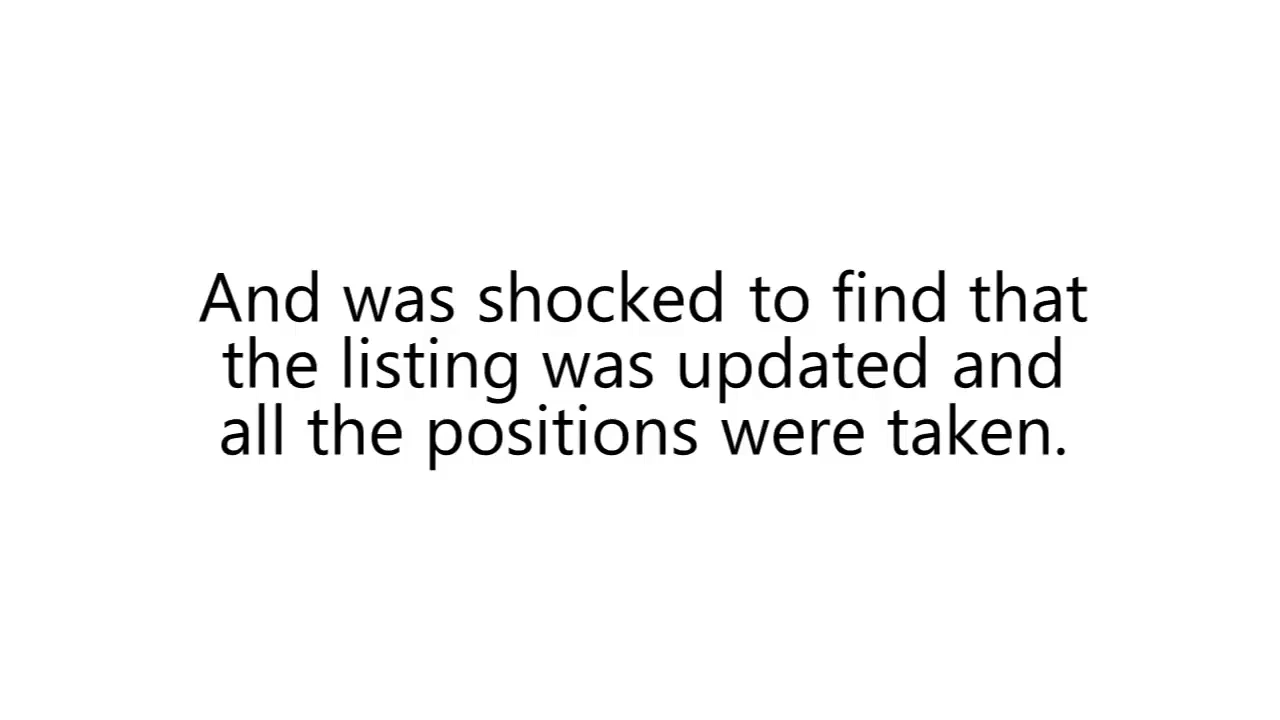 And was shocked to find that
the listing was updated and
all the positions were taken.